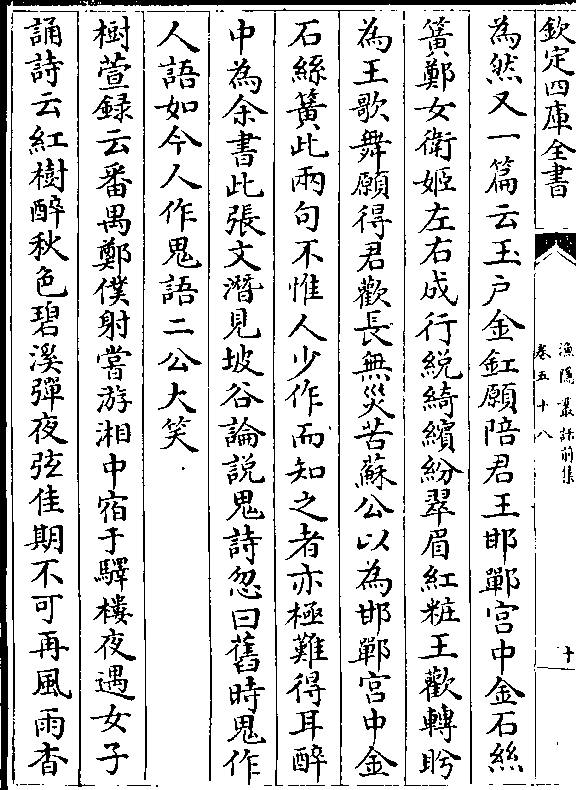 欽定四庫全書
漁隱叢話前集
卷五十八
十
為然又一篇云玉戶金釭願陪君王邯鄲宮中金石絲
簧鄭女衛姬左右成行紈綺繽紛翠眉紅粧王歡轉眄
為王歌舞願得君歡長無災苦蘇公以為邯鄲宮中金
石絲簧此兩句不惟人少作而知之者亦極難得耳醉
中為余書此張文潛見坡谷論說鬼詩忽曰舊時鬼作
人語如今人作鬼語二公大笑
樹萱録云番禺鄭僕射嘗游湘中宿于驛樓夜遇女子
誦詩云紅樹醉秋色碧溪彈夜弦佳期不可再風雨杳